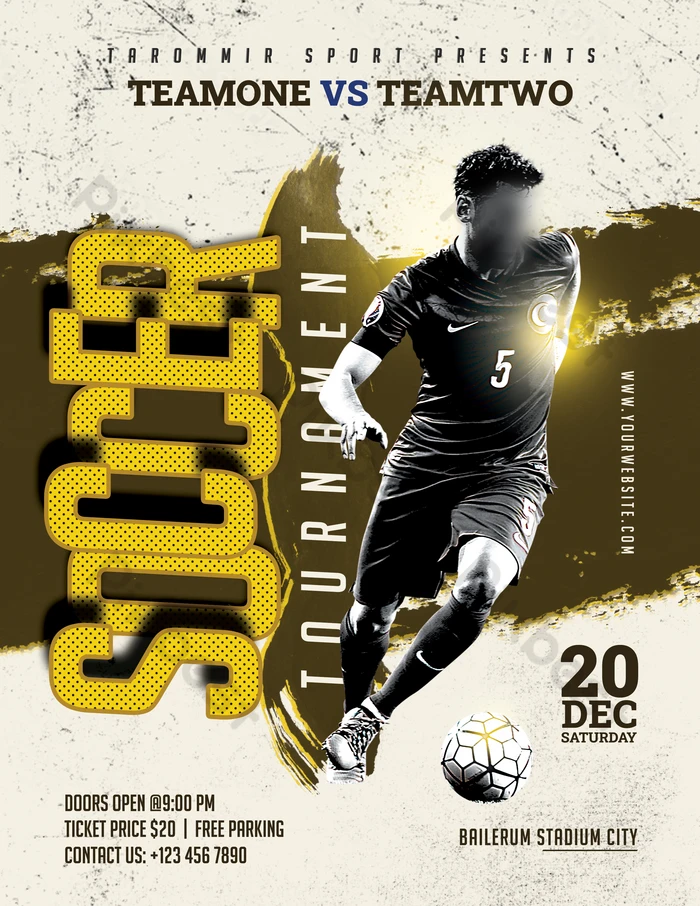 TAROMMIR SPORT PRESENTS
TEAMONE VS TEAMTWO
SOCCER
TOURNAMENT
5
5
WWW.YOURWEBSITE.COM
20
DEC
SATURDAY
DOORS OPEN @9:00 PM
TICKET PRICE $20 | FREE PARKING
CONTACT US: +123 456 7890
BAILERUM STADIUM CITY